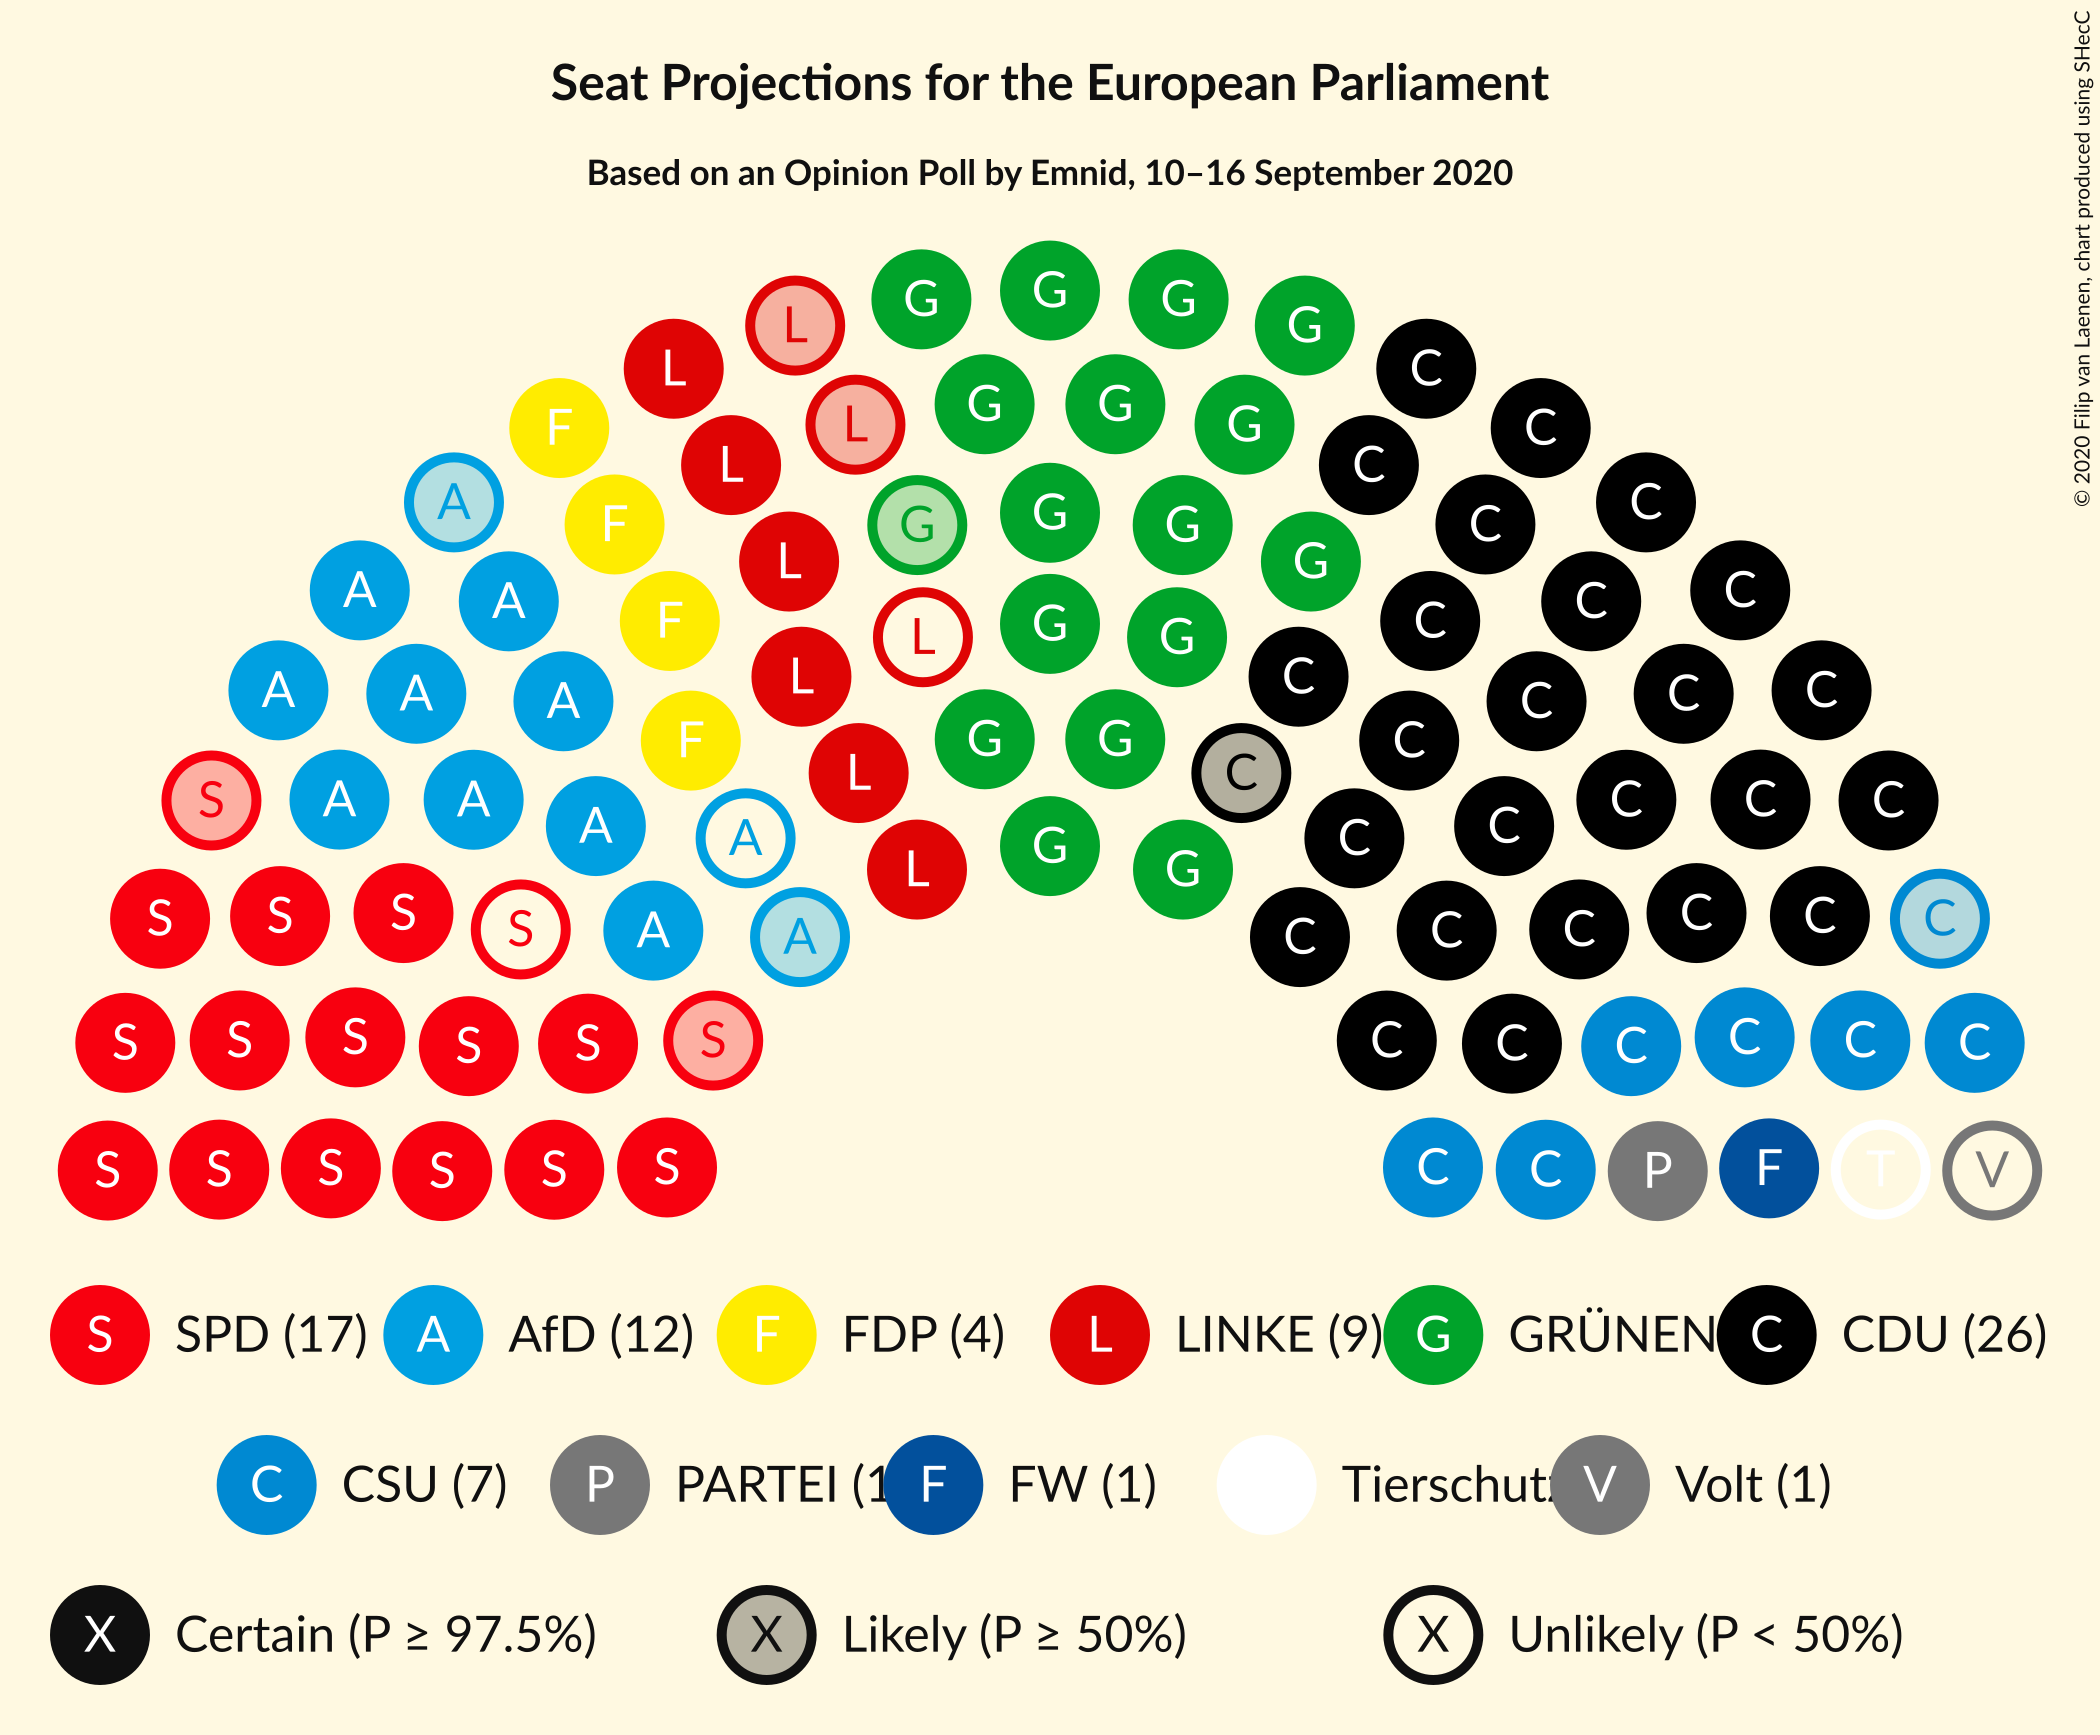 Seat Projections for the European Parliament
Based on an Opinion Poll by Emnid, 10–16 September 2020
© 2020 Filip van Laenen, chart produced using SHecC
G G G G
L L C
G G G
F L C
L G C C
A F G G G C C
A A F L G C C C
L G G
A A A F L G G C C C C C
L C C
S A A A A G G C C C C C
S S S S A A L G C C C C C C
S S S S S S C C C C C C
S S S S S S C C P F T V
S SPD (17) A AfD (12) F FDP (4) L LINKE (9) G GRÜNEN C CDU (26)
C CSU (7) P PARTEI (1 F FW (1) Tierschutz V Volt (1)
X Certain (P ≥ 97.5%) X Likely (P ≥ 50%) X Unlikely (P < 50%)